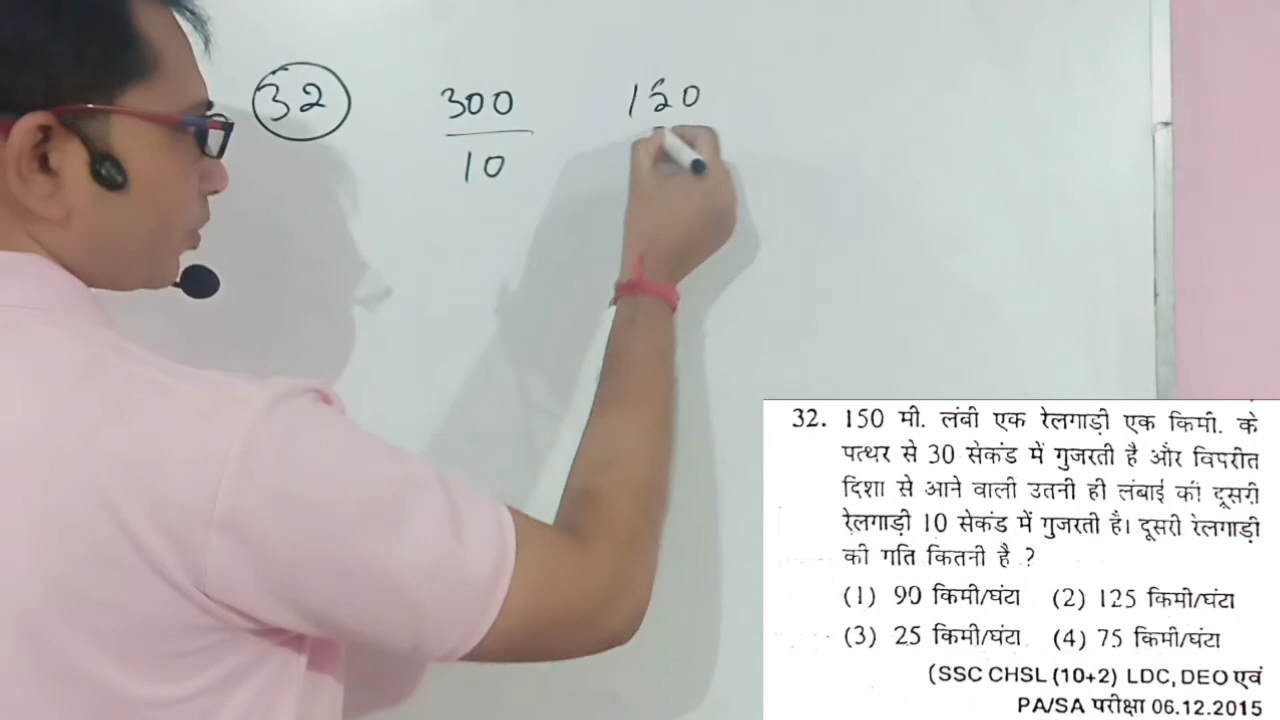 32
300 150
10
32. 150 मी. लंबी एक रेलगाड़ी एक किमी. के
पत्थर से 30 सेकंड में गुजरती है और विपरीत
दिशा से आने वाली उतनी ही लंबाई की दूसरी
रेलगाड़ी 10 सेकंड में गुजरती है। दूसरी रेलगाड़ी
की गति कितनी है ?
(1) 90 किमी/घंटा (2) 125 किमी/घंटा
(3) 25 किमी/घंटा (4) 75 किमी/घंटा
(SSC CHSL (10+2) LDC, DEO एवं
PA/SA परीक्षा 06.12.2015